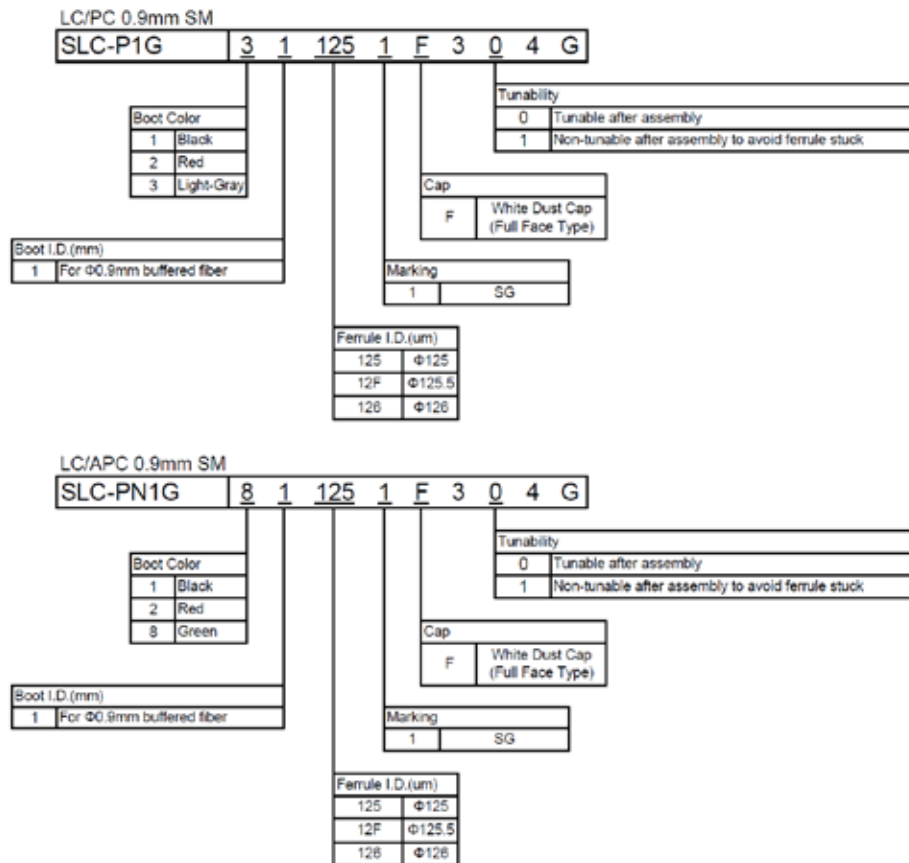 LC/PC 0.9mm SM
SLC-P1G 3 1 125 1 F 3 0 4 G
Tunability
0 Tunable after assembly
1 Non-tunable after assembly to avoid ferrule stuck
Boot Color
1 Black
2 Red
3 Light-Gray
Cap
F White Dust Cap
(Full Face Type)
Boot I.D.(mm)
1 For Φ0.9mm buffered fiber
Marking
1 SG
Ferrule I.D.(um)
125 Φ125
12F Φ125.5
126 Φ126
LC/APC 0.9mm SM
SLC-PN1G 8 1 125 1 F 3 0 4 G
Tunability
0 Tunable after assembly
1 Non-tunable after assembly to avoid ferrule stuck
Boot Color
1 Black
2 Red
8 Green
Cap
F White Dust Cap
(Full Face Type)
Boot I.D.(mm)
1 For Φ0.9mm buffered fiber
Marking
1 SG
Ferrule I.D.(um)
125 Φ125
12F Φ125.5
126 Φ126